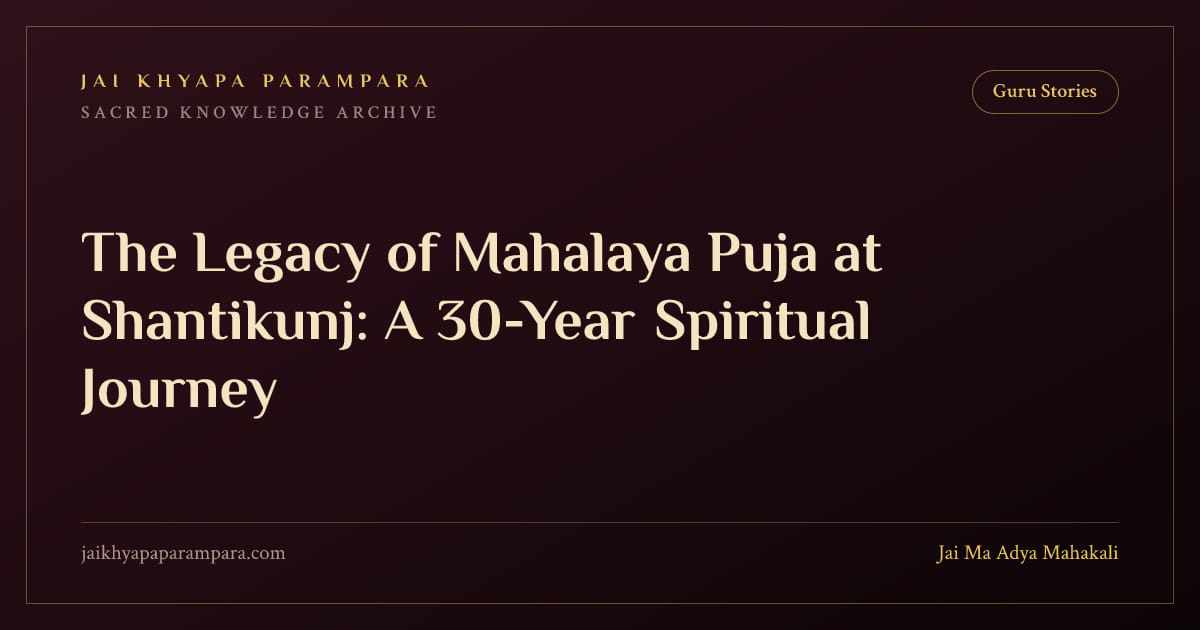 JAI KHYAPA PARAMPARA
SACRED KNOWLEDGE ARCHIVE
Guru Stories
The Legacy of Mahalaya Puja at
Shantikunj: A 30-Year Spiritual
Journey
jaikhyapaparampara.com
Jai Ma Adya Mahakali